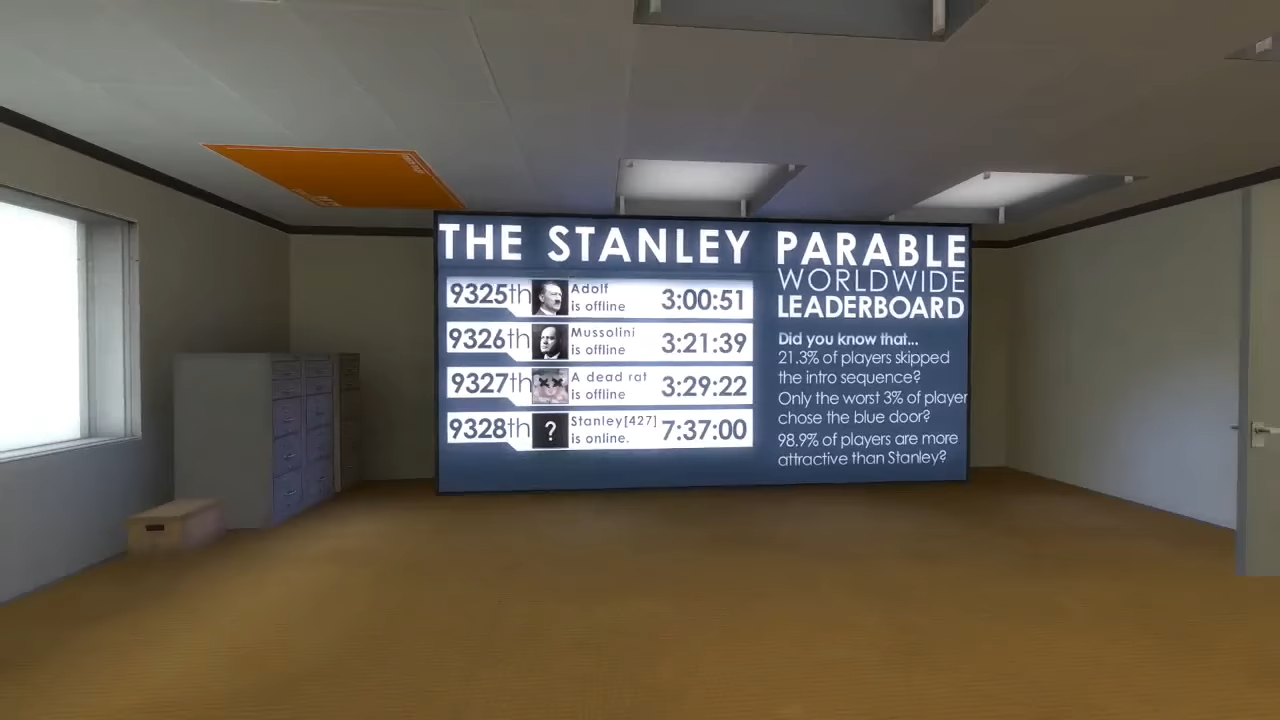 THE STANLEY PARABLE
WORLDWIDE
LEADERBOARD
9325th
Adolf
is offline
3:00:51
9326th
Mussolini
is offline
3:21:39
9327th
A dead rat
is offline
3:29:22
9328th
?
Stanley[427]
is online.
7:37:00
Did you know that...
21.3% of players skipped
the intro sequence?
Only the worst 3% of player
chose the blue door?
98.9% of players are more
attractive than Stanley?